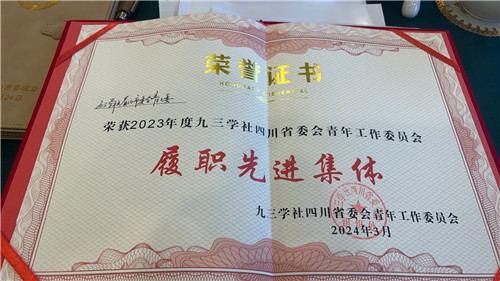 荣誉证书
荣获2023年度九三学社四川省委会青年工作委员会
履职先进集体
九三学社四川省委会青年工作委员会
2024年3月
24日